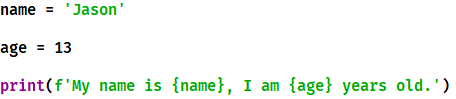 name = 'Jason'
age = 13
print(f'My name is {name}, I am {age} years old.')